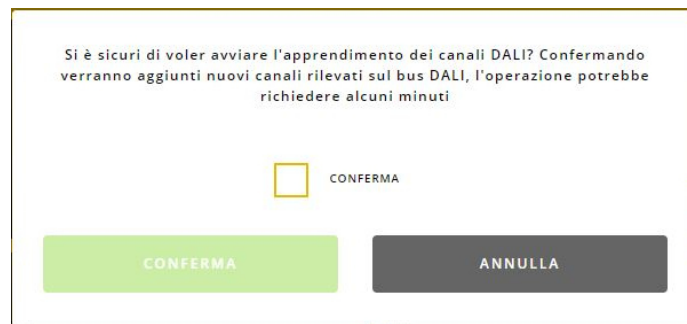 Si è sicuri di voler avviare l'apprendimento dei canali DALI? Confermando
verranno aggiunti nuovi canali rilevati sul bus DALI, l'operazione potrebbe
richiedere alcuni minuti
CONFERMA
CONFERMA ANNULLA